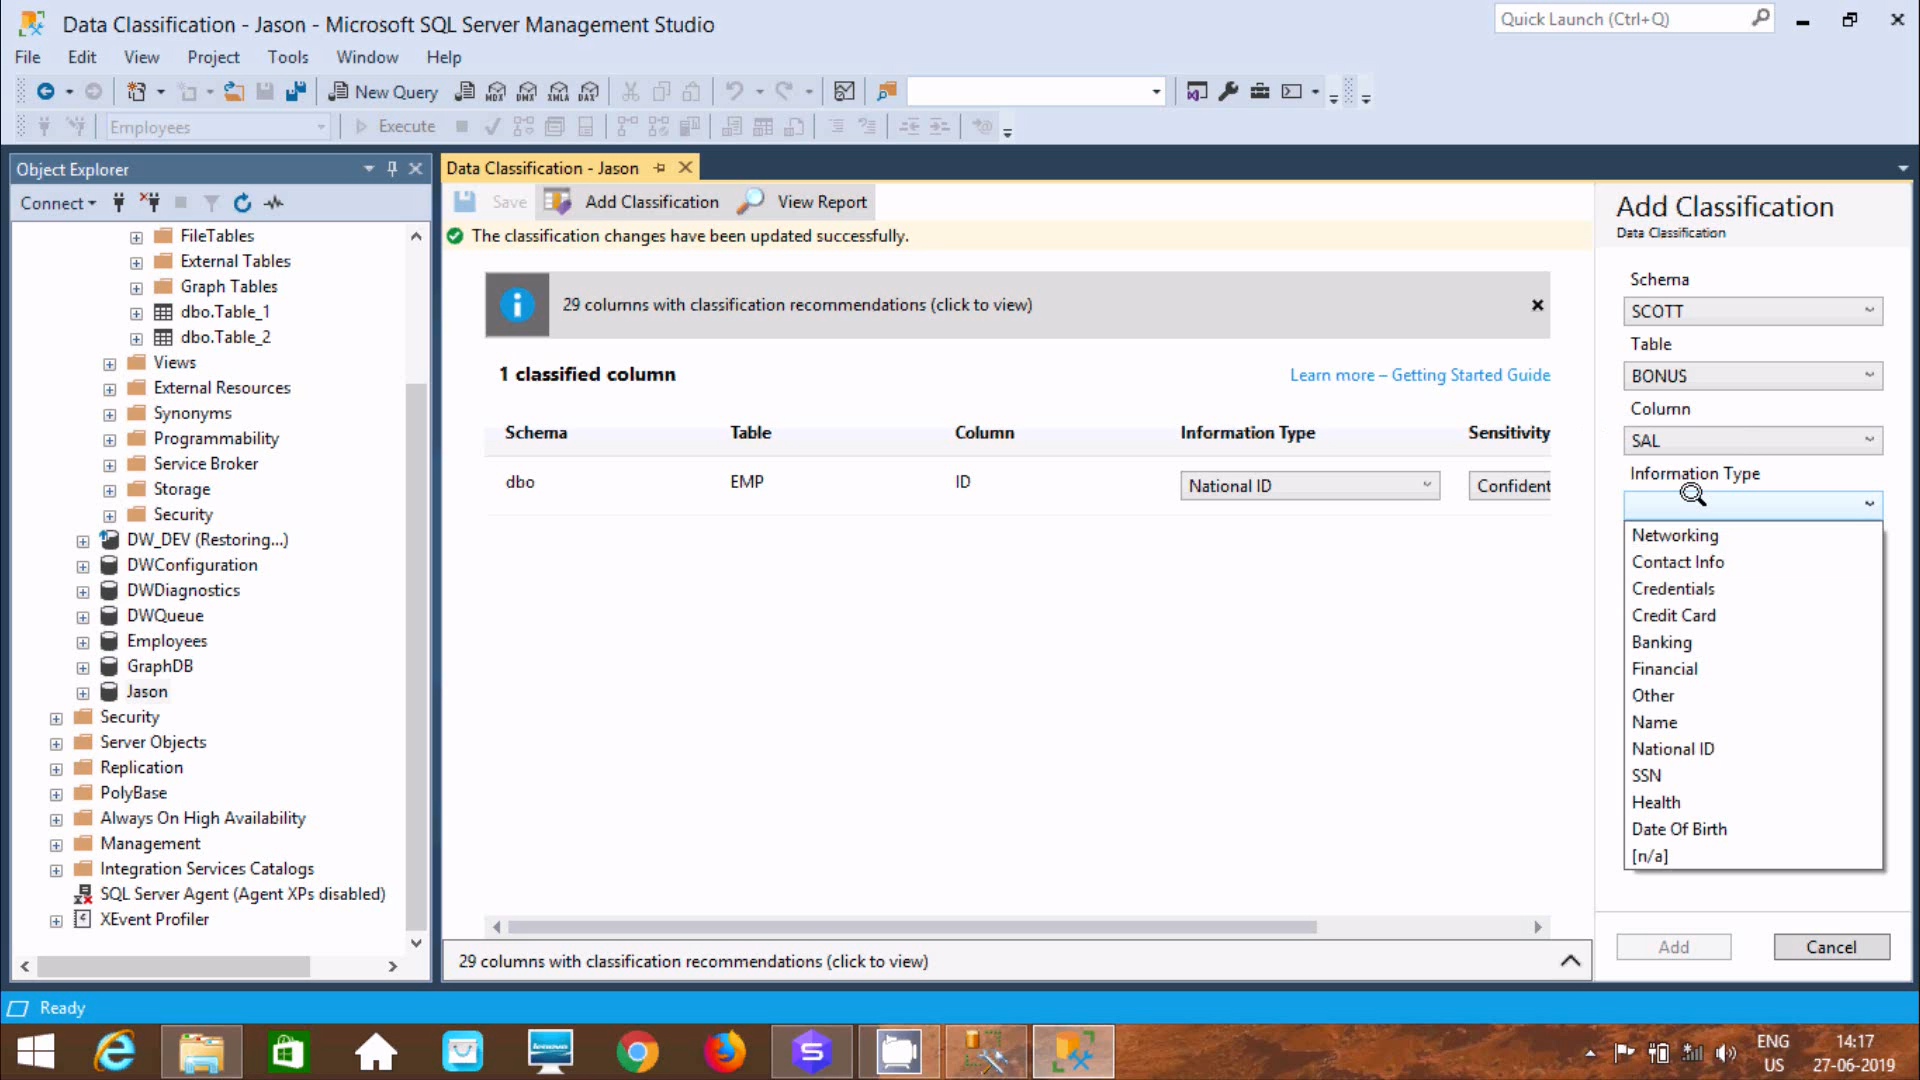 Data Classification - Jason - Microsoft SQL Server Management Studio
Quick Launch (Ctrl+Q)
File Edit View Project Tools Window Help
New Query
MDX DMX XMLA DAX
Employees Execute
Object Explorer
Connect
FileTables
External Tables
Graph Tables
dbo.Table_1
dbo.Table_2
Views
External Resources
Synonyms
Programmability
Service Broker
Storage
Security
DW_DEV (Restoring...)
DWConfiguration
DWDiagnostics
DWQueue
Employees
GraphDB
Jason
Security
Server Objects
Replication
PolyBase
Always On High Availability
Management
Integration Services Catalogs
SQL Server Agent (Agent XPs disabled)
XEvent Profiler
Data Classification - Jason
Save Add Classification View Report
The classification changes have been updated successfully.
29 columns with classification recommendations (click to view)
1 classified column
Learn more – Getting Started Guide
Schema Table Column Information Type Sensitivity
dbo EMP ID National ID Confident
29 columns with classification recommendations (click to view)
Add Classification
Data Classification
Schema
SCOTT
Table
BONUS
Column
SAL
Information Type
Networking
Contact Info
Credentials
Credit Card
Banking
Financial
Other
Name
National ID
SSN
Health
Date Of Birth
[n/a]
Add Cancel
Ready
lenovo
S
ENG
US
14:17
27-06-2019